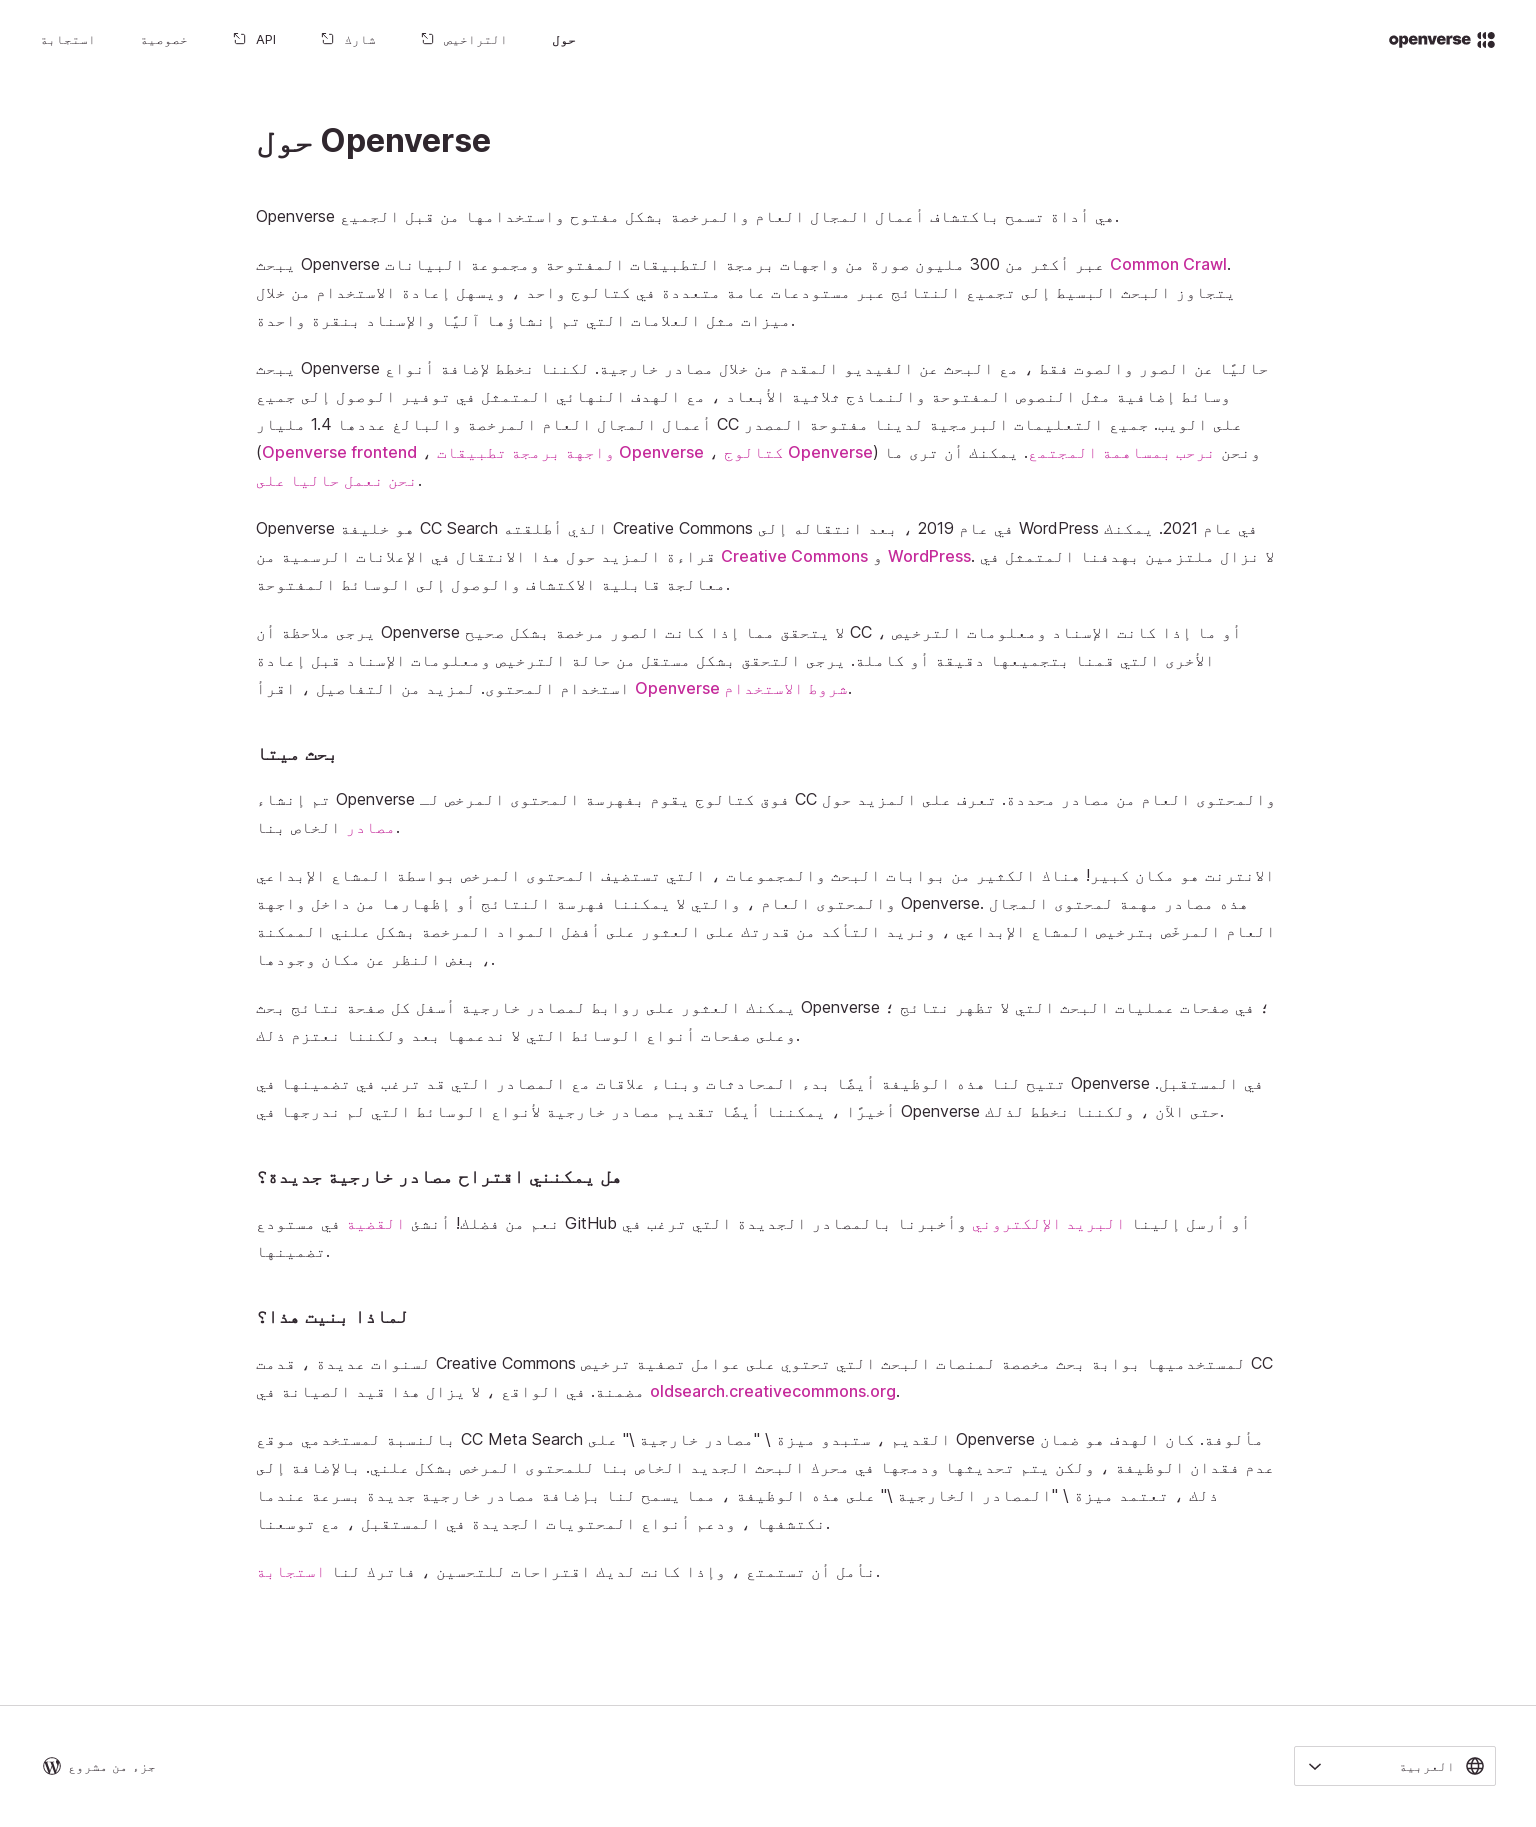 openverse
حول
التراخيص
شارك
API
خصوصية
استجابة
حول Openverse
Openverse هي أداة تسمح باكتشاف أعمال المجال العام والمرخصة بشكل مفتوح واستخدامها من قبل الجميع.
يبحث Openverse عبر أكثر من 300 مليون صورة من واجهات برمجة التطبيقات المفتوحة ومجموعة البيانات Common Crawl.
يتجاوز البحث البسيط إلى تجميع النتائج عبر مستودعات عامة متعددة في كتالوج واحد ، ويسهل إعادة الاستخدام من خلال
ميزات مثل العلامات التي تم إنشاؤها آليًا والإسناد بنقرة واحدة.
يبحث Openverse حاليًا عن الصور والصوت فقط ، مع البحث عن الفيديو المقدم من خلال مصادر خارجية. لكننا نخطط لإضافة أنواع
وسائط إضافية مثل النصوص المفتوحة والنماذج ثلاثية الأبعاد ، مع الهدف النهائي المتمثل في توفير الوصول إلى جميع
أعمال المجال العام المرخصة والبالغ عددها 1.4 مليار CC على الويب. جميع التعليمات البرمجية لدينا مفتوحة المصدر
(Openverse frontend ، واجهة برمجة تطبيقات Openverse ، كتالوج Openverse) ونحن نرحب بمساهمة المجتمع. يمكنك أن ترى ما
نحن نعمل حاليا على.
Openverse هو خليفة CC Search الذي أطلقته Creative Commons في عام 2019 ، بعد انتقاله إلى WordPress في عام 2021. يمكنك
قراءة المزيد حول هذا الانتقال في الإعلانات الرسمية من Creative Commons و WordPress. لا نزال ملتزمين بهدفنا المتمثل في
معالجة قابلية الاكتشاف والوصول إلى الوسائط المفتوحة.
يرجى ملاحظة أن Openverse لا يتحقق مما إذا كانت الصور مرخصة بشكل صحيح CC ، أو ما إذا كانت الإسناد ومعلومات الترخيص
الأخرى التي قمنا بتجميعها دقيقة أو كاملة. يرجى التحقق بشكل مستقل من حالة الترخيص ومعلومات الإسناد قبل إعادة
استخدام المحتوى. لمزيد من التفاصيل ، اقرأ Openverse شروط الاستخدام.
بحث ميتا
تم إنشاء Openverse فوق كتالوج يقوم بفهرسة المحتوى المرخص لـ CC والمحتوى العام من مصادر محددة. تعرف على المزيد حول
مصادر الخاص بنا.
الانترنت هو مكان كبير! هناك الكثير من بوابات البحث والمجموعات ، التي تستضيف المحتوى المرخص بواسطة المشاع الإبداعي
والمحتوى العام ، والتي لا يمكننا فهرسة النتائج أو إظهارها من داخل واجهة Openverse. هذه مصادر مهمة لمحتوى المجال
العام المرخّص بترخيص المشاع الإبداعي ، ونريد التأكد من قدرتك على العثور على أفضل المواد المرخصة بشكل علني الممكنة
، بغض النظر عن مكان وجودها.
يمكنك العثور على روابط لمصادر خارجية أسفل كل صفحة نتائج بحث Openverse ؛ في صفحات عمليات البحث التي لا تظهر نتائج ؛
وعلى صفحات أنواع الوسائط التي لا ندعمها بعد ولكننا نعتزم ذلك.
تتيح لنا هذه الوظيفة أيضًا بدء المحادثات وبناء علاقات مع المصادر التي قد ترغب في تضمينها في Openverse في المستقبل.
أخيرًا ، يمكننا أيضًا تقديم مصادر خارجية لأنواع الوسائط التي لم ندرجها في Openverse حتى الآن ، ولكننا نخطط لذلك.
هل يمكنني اقتراح مصادر خارجية جديدة؟
نعم من فضلك! أنشئ القضية في مستودع GitHub أو أرسل إلينا البريد الإلكتروني وأخبرنا بالمصادر الجديدة التي ترغب في
تضمينها.
لماذا بنيت هذا؟
لسنوات عديدة ، قدمت Creative Commons لمستخدميها بوابة بحث مخصصة لمنصات البحث التي تحتوي على عوامل تصفية ترخيص CC
مضمنة. في الواقع ، لا يزال هذا قيد الصيانة في oldsearch.creativecommons.org.
بالنسبة لمستخدمي موقع CC Meta Search القديم ، ستبدو ميزة \ "مصادر خارجية \" على Openverse مألوفة. كان الهدف هو ضمان
عدم فقدان الوظيفة ، ولكن يتم تحديثها ودمجها في محرك البحث الجديد الخاص بنا للمحتوى المرخص بشكل علني. بالإضافة إلى
ذلك ، تعتمد ميزة \ "المصادر الخارجية \" على هذه الوظيفة ، مما يسمح لنا بإضافة مصادر خارجية جديدة بسرعة عندما
نكتشفها ، ودعم أنواع المحتويات الجديدة في المستقبل ، مع توسعنا.
نأمل أن تستمتع ، وإذا كانت لديك اقتراحات للتحسين ، فاترك لنا استجابة.
العربية
جزء من مشروع